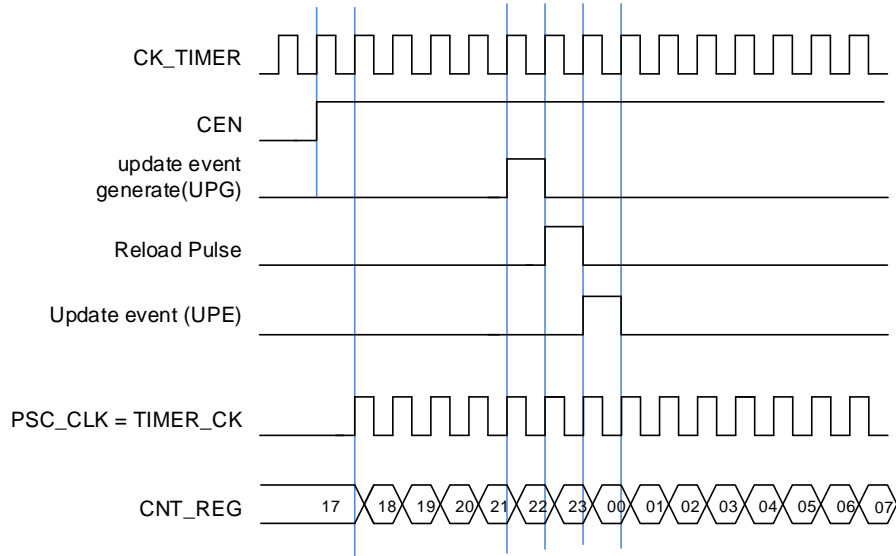 CK_TIMER
CEN
update event
generate(UPG)
Reload Pulse
Update event (UPE)
PSC_CLK = TIMER_CK
CNT_REG 17 18 19 20 21 22 23 00 01 02 03 04 05 06 07